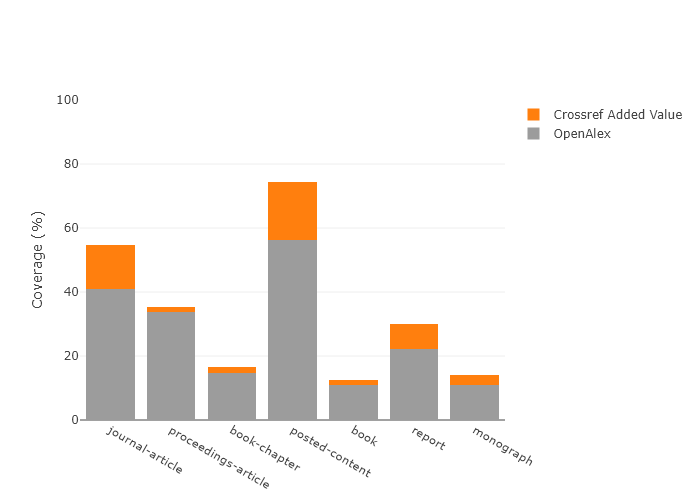 100
80
60
40
20
0
Coverage (%)
Crossref Added Value
OpenAlex
journal-article
proceedings-article
book-chapter
posted-content
book
report
monograph